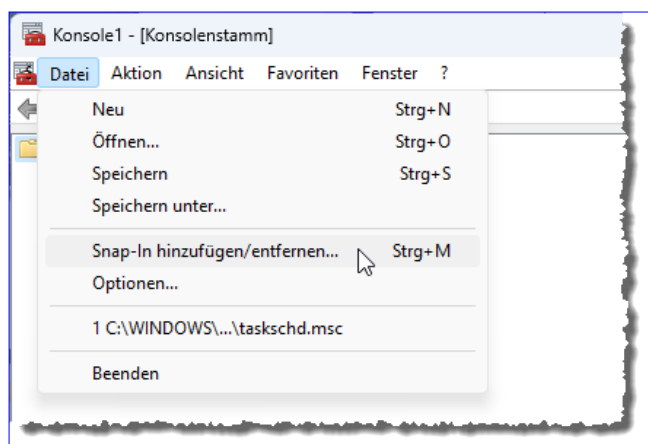 Konsole1 - [Konsolenstamm]
Datei Aktion Ansicht Favoriten Fenster ?
Neu Strg+N
Öffnen... Strg+O
Speichern Strg+S
Speichern unter...
Snap-In hinzufügen/entfernen... Strg+M
Optionen...
1 C:\WINDOWS\...\taskschd.msc
Beenden